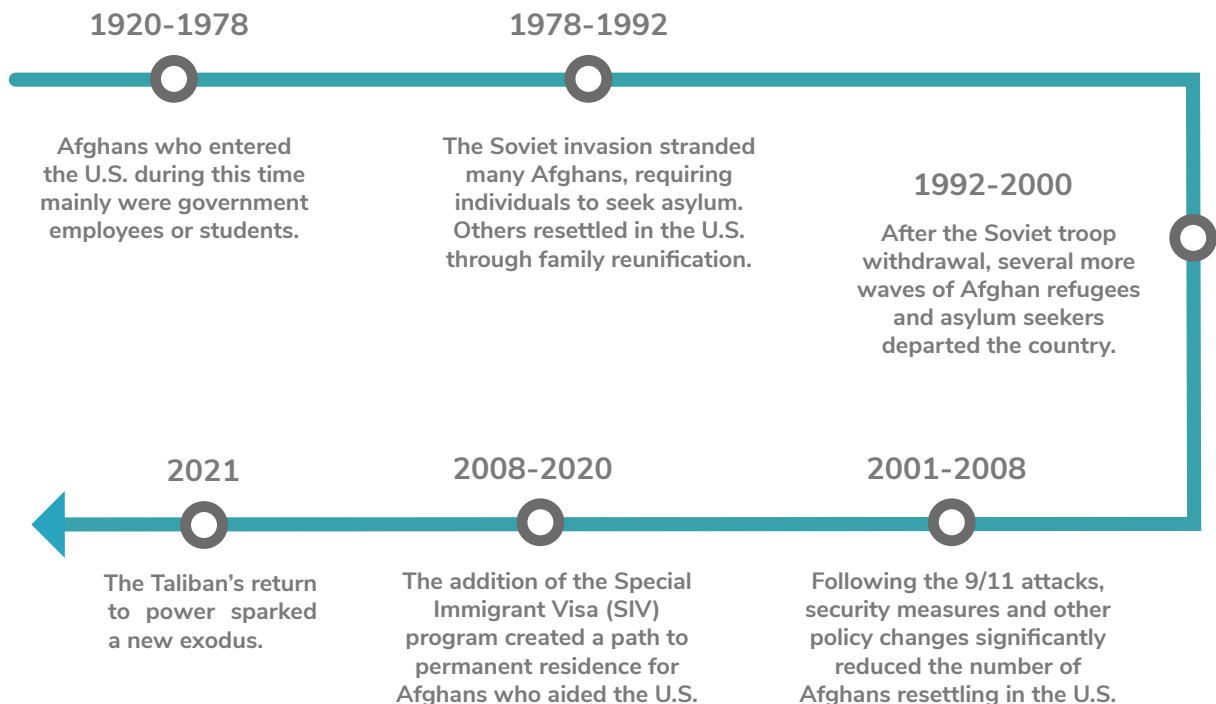 1920-1978
Afghans who entered
the U.S. during this time
mainly were government
employees or students.
1978-1992
The Soviet invasion stranded
many Afghans, requiring
individuals to seek asylum.
Others resettled in the U.S.
through family reunification.
1992-2000
After the Soviet troop
withdrawal, several more
waves of Afghan refugees
and asylum seekers
departed the country.
2001-2008
Following the 9/11 attacks,
security measures and other
policy changes significantly
reduced the number of
Afghans resettling in the U.S.
2008-2020
The addition of the Special
Immigrant Visa (SIV)
program created a path to
permanent residence for
Afghans who aided the U.S.
2021
The Taliban’s return
to power sparked
a new exodus.